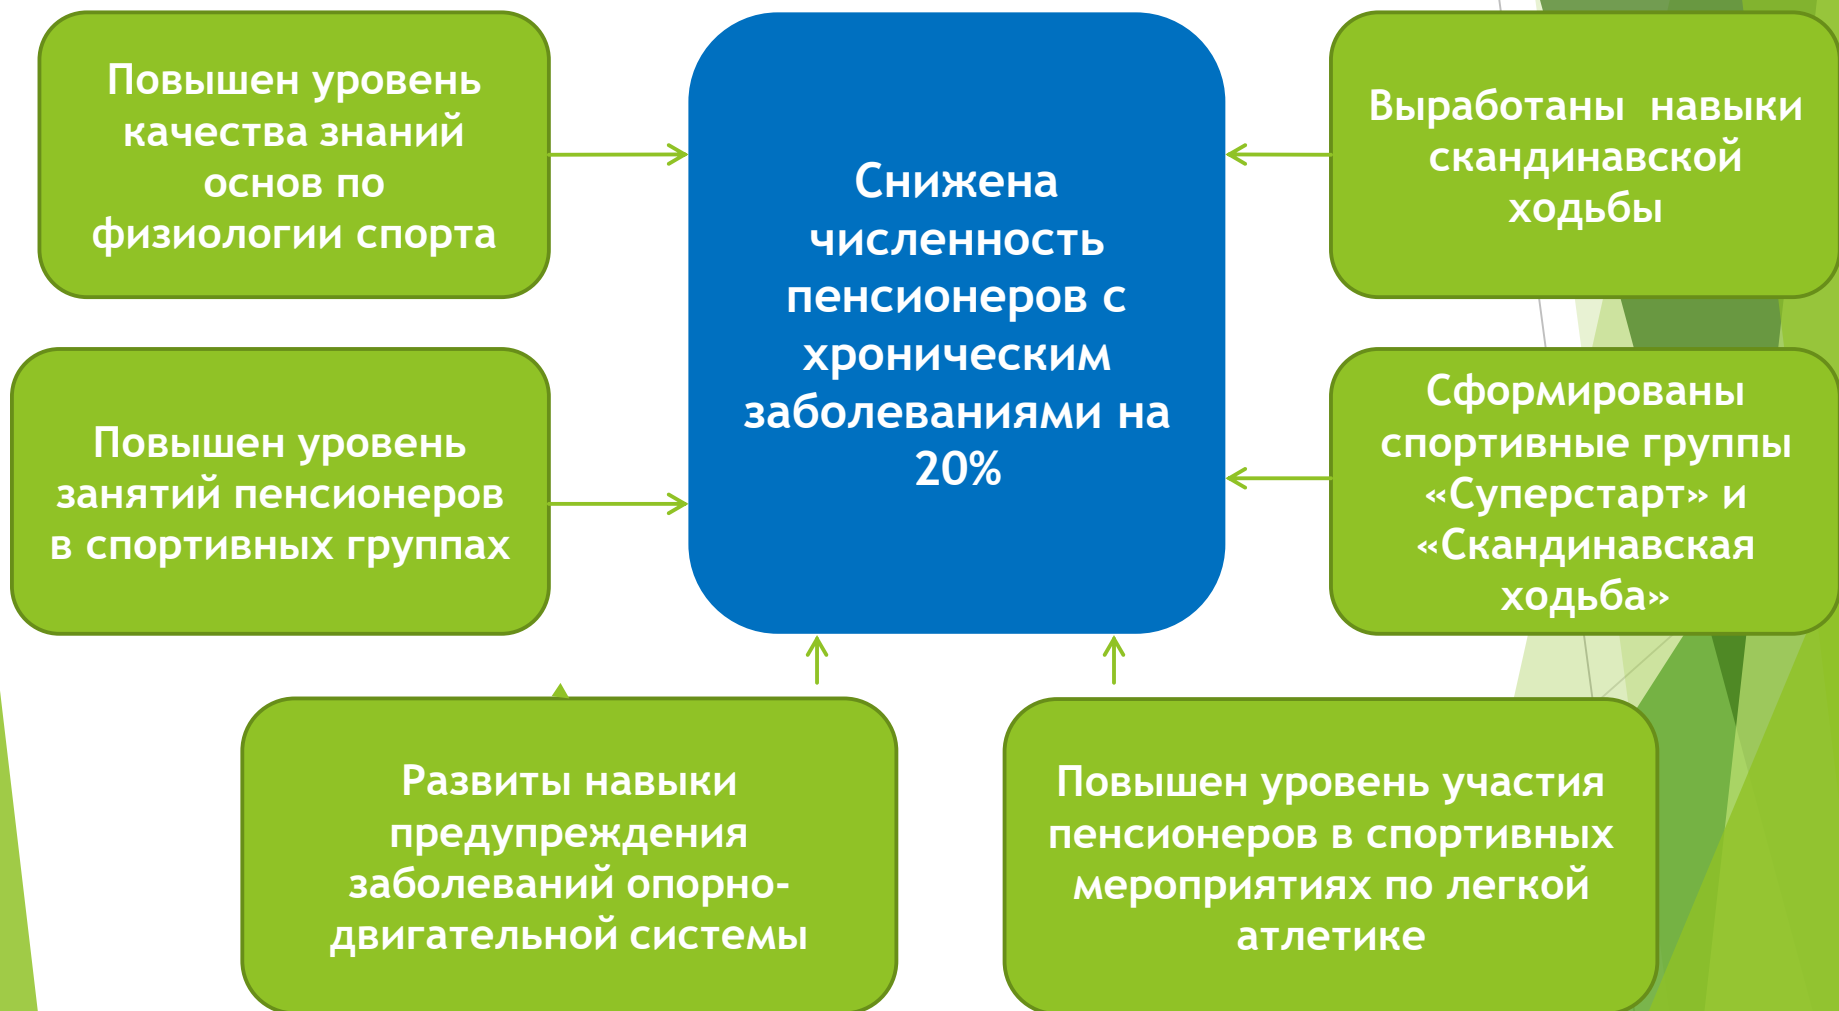 Повышен уровень
качества знаний
основ по
физиологии спорта
Снижена
численность
пенсионеров с
хроническим
заболеваниями на
20%
Выработаны  навыки
скандинавской
ходьбы
Повышен уровень
занятий пенсионеров
в спортивных группах
Сформированы
спортивные группы
«Суперстарт» и
«Скандинавская
ходьба»
Развиты навыки
предупреждения
заболеваний опорно-
двигательной системы
Повышен уровень участия
пенсионеров в спортивных
мероприятиях по легкой
атлетике